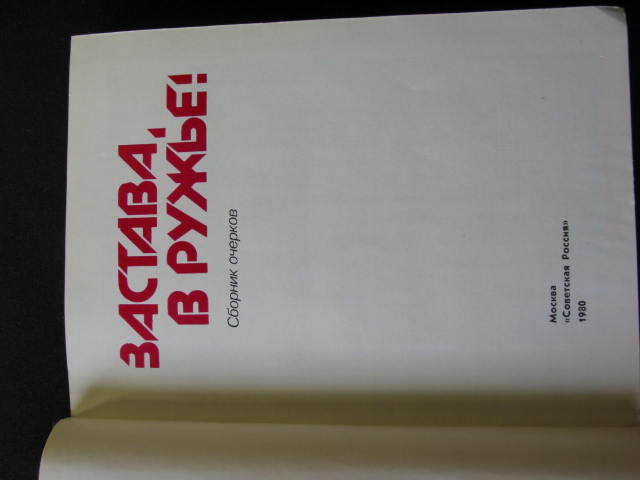 ЗАСТАВА,
В РУЖЬЕ!
Сборник очерков
Москва
«Советская Россия»
1980